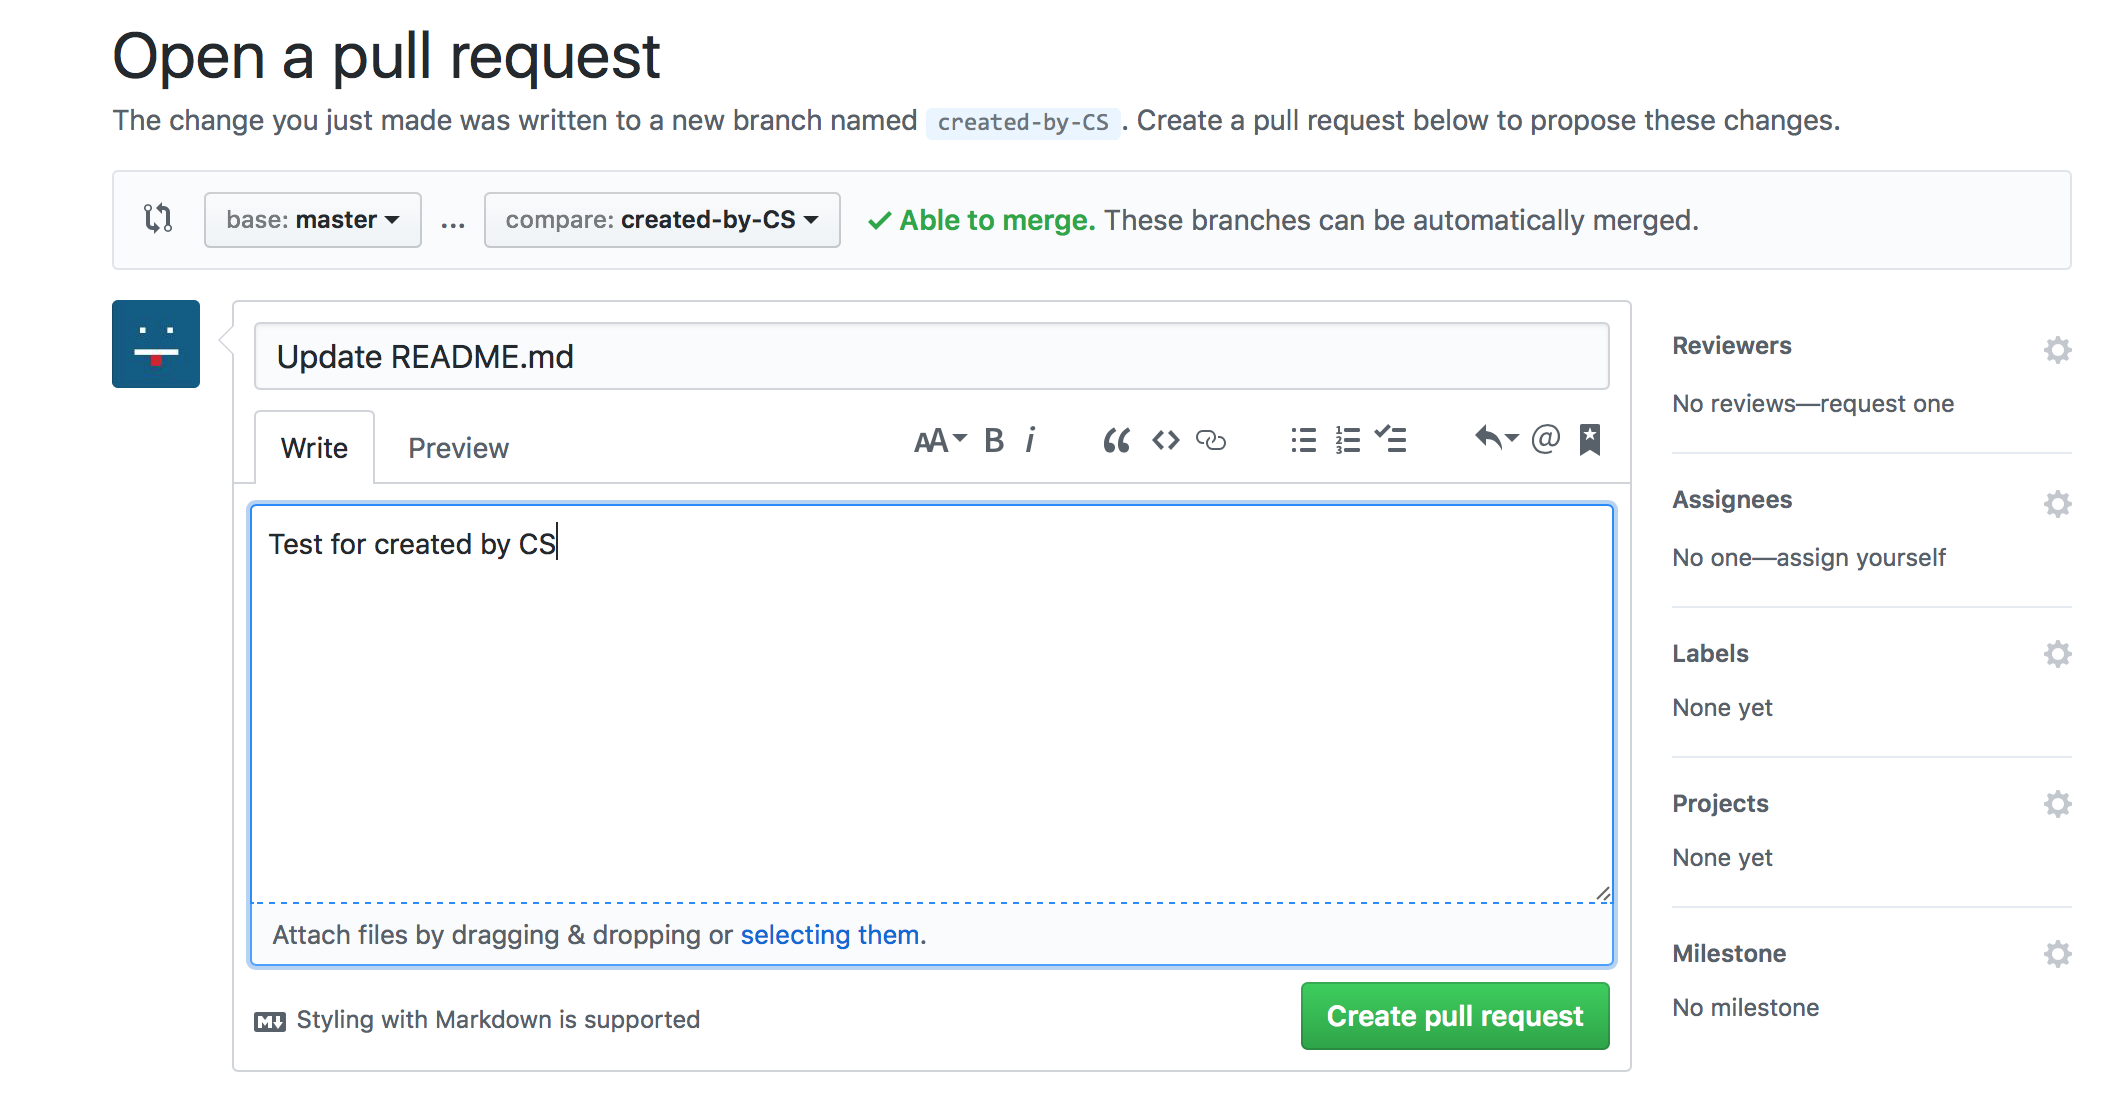 Open a pull request
The change you just made was written to a new branch named created-by-CS . Create a pull request below to propose these changes.
base: master ... compare: created-by-CS Able to merge. These branches can be automatically merged.
Update README.md
Write Preview AA B i
Test for created by CS
Attach files by dragging & dropping or selecting them.
Styling with Markdown is supported
Create pull request
Reviewers
No reviews—request one
Assignees
No one—assign yourself
Labels
None yet
Projects
None yet
Milestone
No milestone